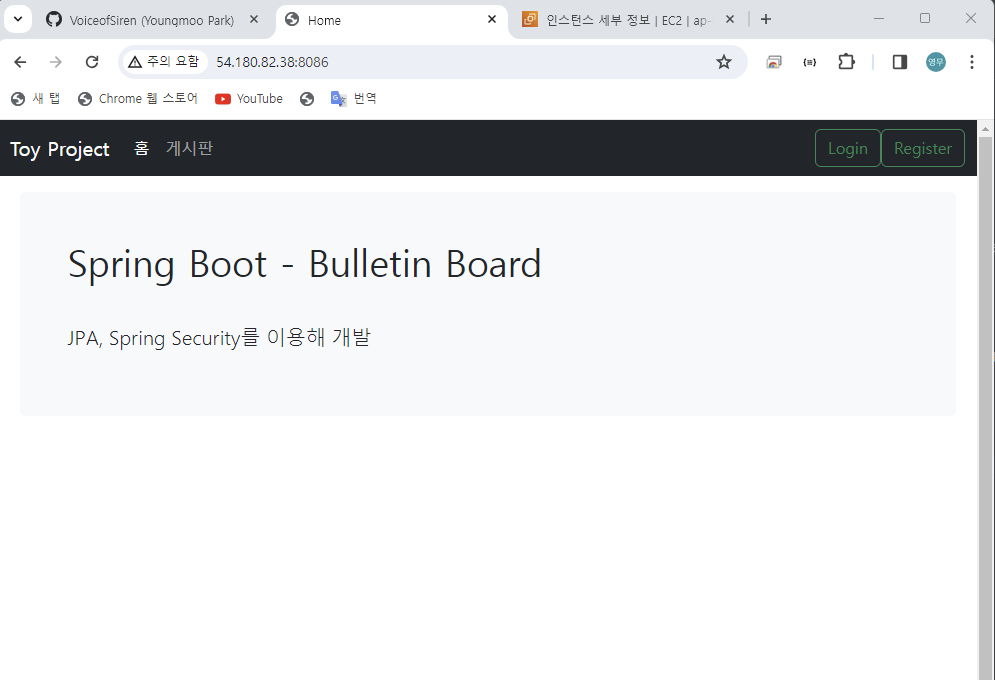 VoiceofSiren (Youngmoo Park)
Home
인스턴스 세부 정보 | EC2 | ap-
주의 요함
54.180.82.38:8086
영무
새 탭
Chrome 웹 스토어
YouTube
번역
Toy Project 홈 게시판
Login Register
Spring Boot - Bulletin Board
JPA, Spring Security를 이용해 개발